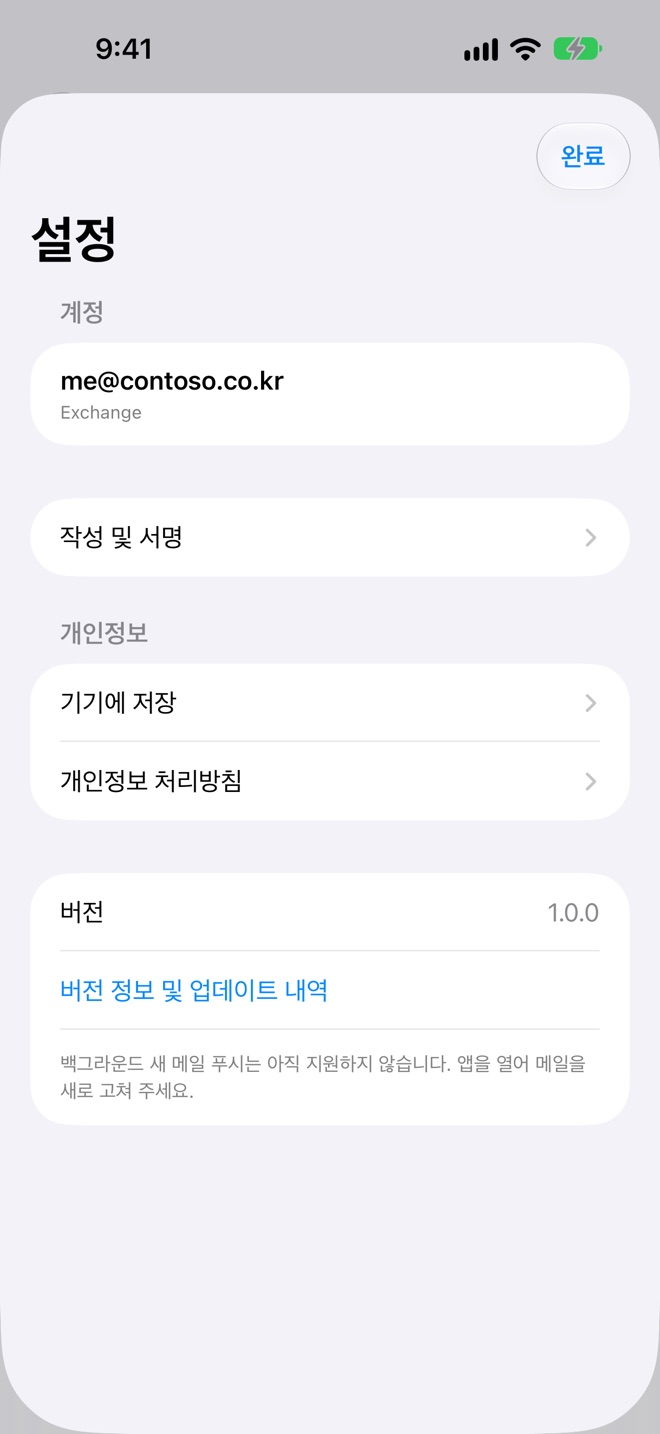 9:41
완료
설정
계정
me@contoso.co.kr
Exchange
작성 및 서명
개인정보
기기에 저장
개인정보 처리방침
버전 1.0.0
버전 정보 및 업데이트 내역
백그라운드 새 메일 푸시는 아직 지원하지 않습니다. 앱을 열어 메일을
새로 고쳐 주세요.